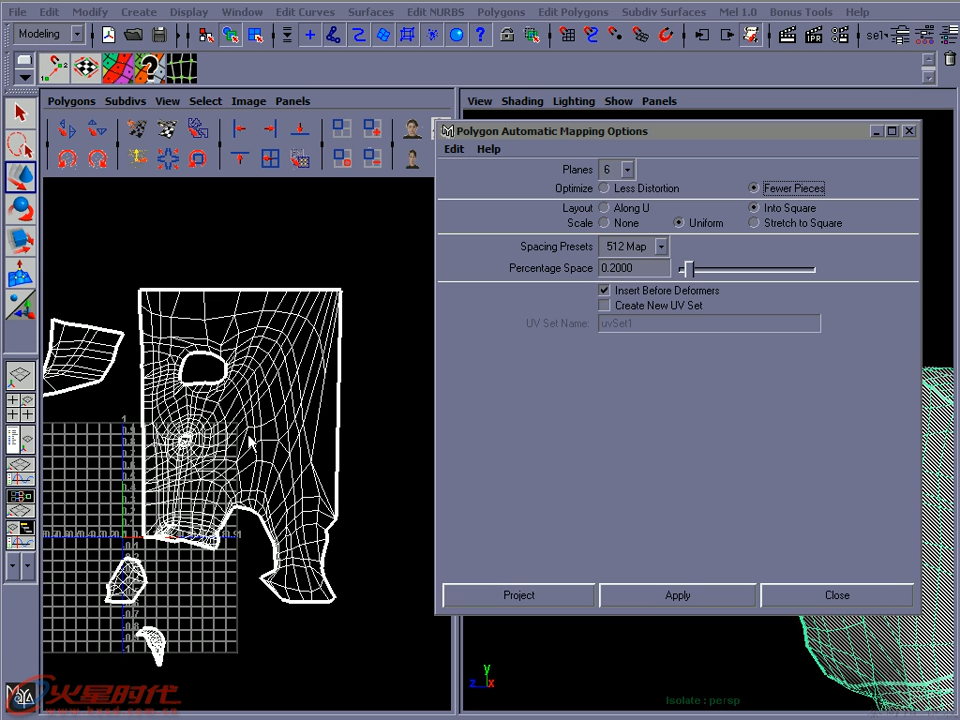 File Edit Modify Create Display Window Edit Curves Surfaces Edit NURBS Polygons Edit Polygons Subdiv Surfaces Mel 1.0 Bonus Tools Help
Modeling
sel
Polygons Subdivs View Select Image Panels
View Shading Lighting Show Panels
Polygon Automatic Mapping Options
Edit Help
Planes 6
Optimize Less Distortion Fewer Pieces
Layout Along U Into Square
Scale None Uniform Stretch to Square
Spacing Presets 512 Map
Percentage Space 0.2000
Insert Before Deformers
Create New UV Set
UV Set Name: uvSet1
Project Apply Close
y
z x
Isolate : persp
MAYA
火星时代